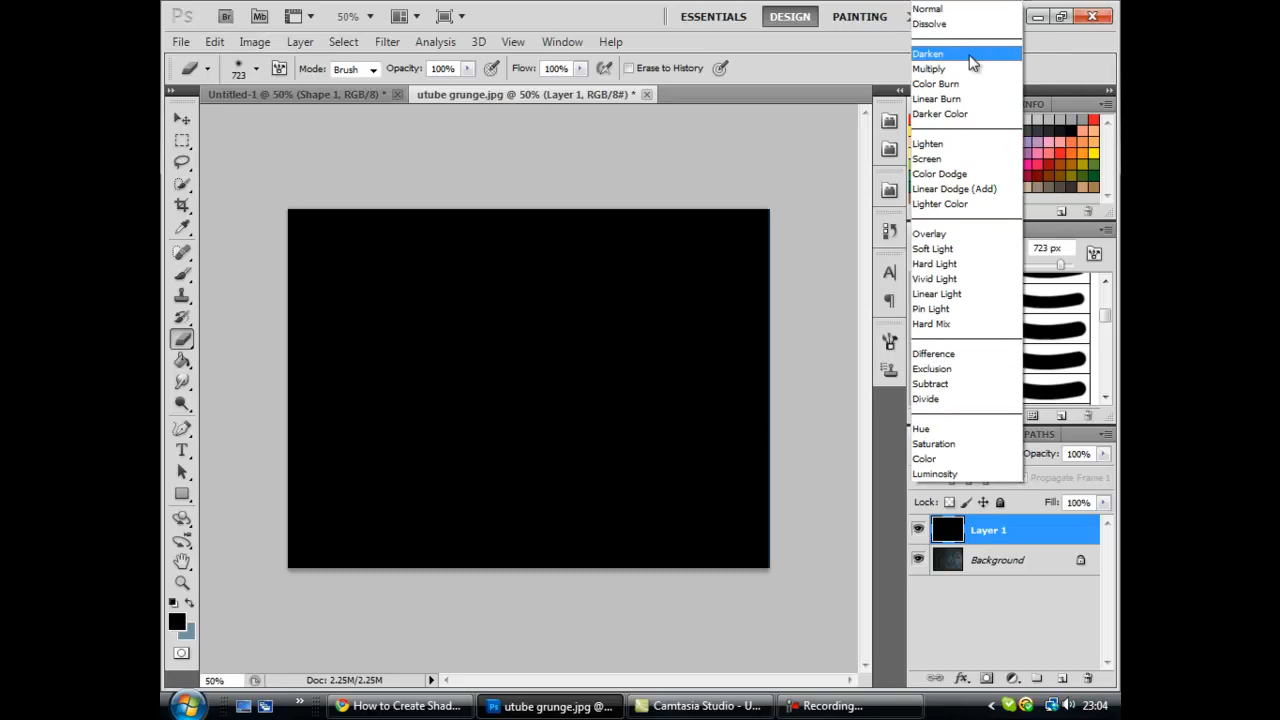 Ps
Br
Mb
50%
ESSENTIALS
DESIGN
PAINTING
File
Edit
Image
Layer
Select
Filter
Analysis
3D
View
Window
Help
723
Mode:
Brush
Opacity:
100%
Flow:
100%
Erase to History
Untitled-1 @ 50% (Shape 1, RGB/8) *
utube grunge.jpg @ 50% (Layer 1, RGB/8#) *
Normal
Dissolve
Darken
Multiply
Color Burn
Linear Burn
Darker Color
Lighten
Screen
Color Dodge
Linear Dodge (Add)
Lighter Color
Overlay
Soft Light
Hard Light
Vivid Light
Linear Light
Pin Light
Hard Mix
Difference
Exclusion
Subtract
Divide
Hue
Saturation
Color
Luminosity
INFO
723 px
PATHS
Opacity:
100%
Propagate Frame 1
Lock:
Fill:
100%
Layer 1
Background
fx
50%
Doc: 2.25M/2.25M
How to Create Shad...
utube grunge.jpg @...
Camtasia Studio - U...
Recording...
23:04